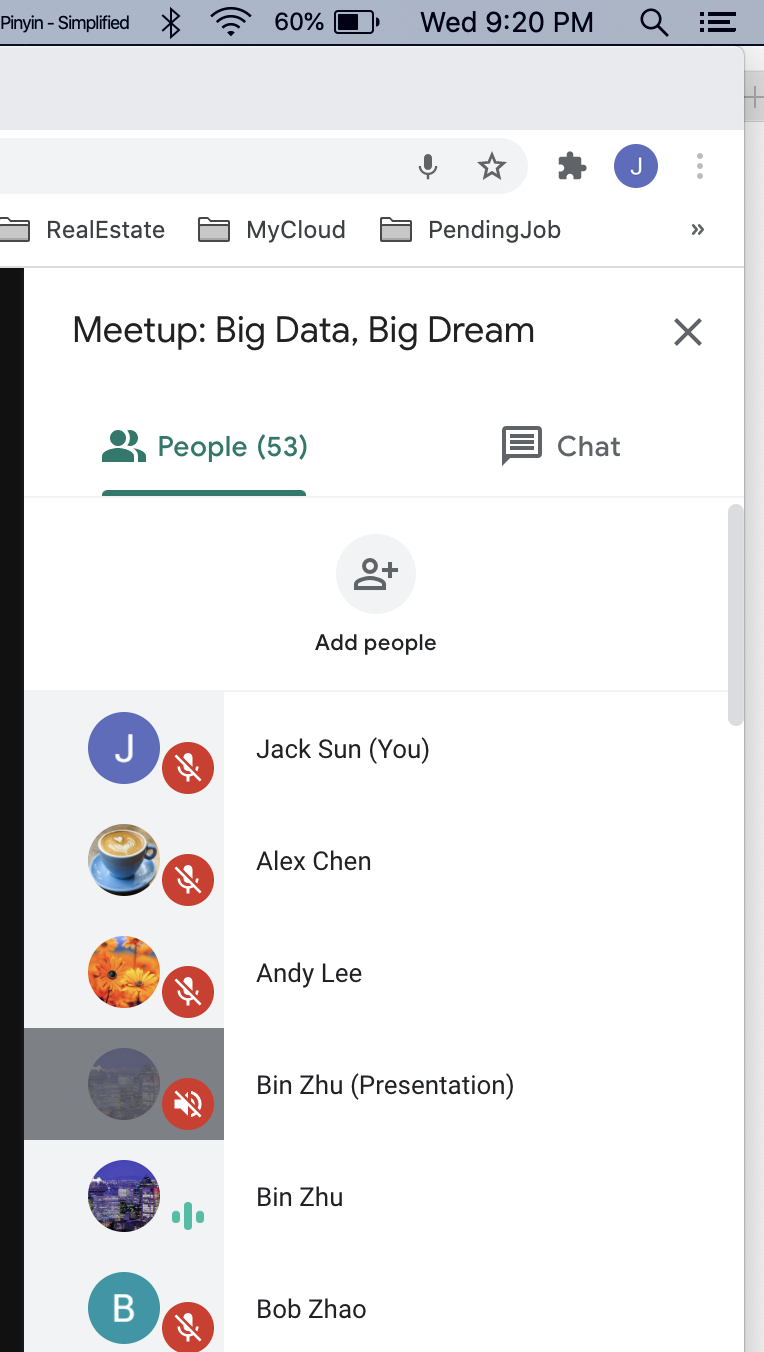 Pinyin - Simplified 60% Wed 9:20 PM
J
RealEstate MyCloud PendingJob »
Meetup: Big Data, Big Dream
People (53) Chat
Add people
J Jack Sun (You)
Alex Chen
Andy Lee
Bin Zhu (Presentation)
Bin Zhu
B Bob Zhao